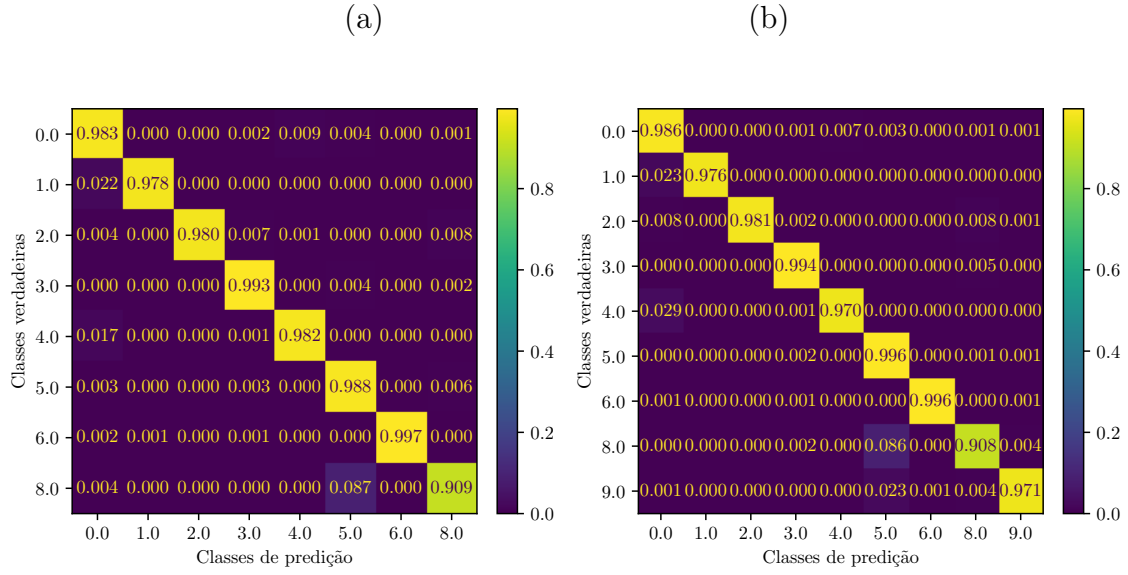 (a)
0.0 0.983 0.000 0.000 0.002 0.009 0.004 0.000 0.001
1.0 0.022 0.978 0.000 0.000 0.000 0.000 0.000 0.000
2.0 0.004 0.000 0.980 0.007 0.001 0.000 0.000 0.008
3.0 0.000 0.000 0.000 0.993 0.000 0.004 0.000 0.002
4.0 0.017 0.000 0.000 0.001 0.982 0.000 0.000 0.000
5.0 0.003 0.000 0.000 0.003 0.000 0.988 0.000 0.006
6.0 0.002 0.001 0.000 0.001 0.000 0.000 0.997 0.000
8.0 0.004 0.000 0.000 0.000 0.000 0.087 0.000 0.909
0.0 1.0 2.0 3.0 4.0 5.0 6.0 8.0
Classes de predição
Classes verdadeiras
0.8
0.6
0.4
0.2
0.0
(b)
0.0 0.986 0.000 0.000 0.001 0.007 0.003 0.000 0.001 0.001
1.0 0.023 0.976 0.000 0.000 0.000 0.000 0.000 0.000 0.000
2.0 0.008 0.000 0.981 0.002 0.000 0.000 0.000 0.008 0.001
3.0 0.000 0.000 0.000 0.994 0.000 0.000 0.000 0.005 0.000
4.0 0.029 0.000 0.000 0.001 0.970 0.000 0.000 0.000 0.000
5.0 0.000 0.000 0.000 0.002 0.000 0.996 0.000 0.001 0.001
6.0 0.001 0.000 0.000 0.001 0.000 0.000 0.996 0.000 0.001
8.0 0.000 0.000 0.000 0.002 0.000 0.086 0.000 0.908 0.004
9.0 0.001 0.000 0.000 0.000 0.000 0.023 0.001 0.004 0.971
0.0 1.0 2.0 3.0 4.0 5.0 6.0 8.0 9.0
Classes de predição
Classes verdadeiras
0.8
0.6
0.4
0.2
0.0